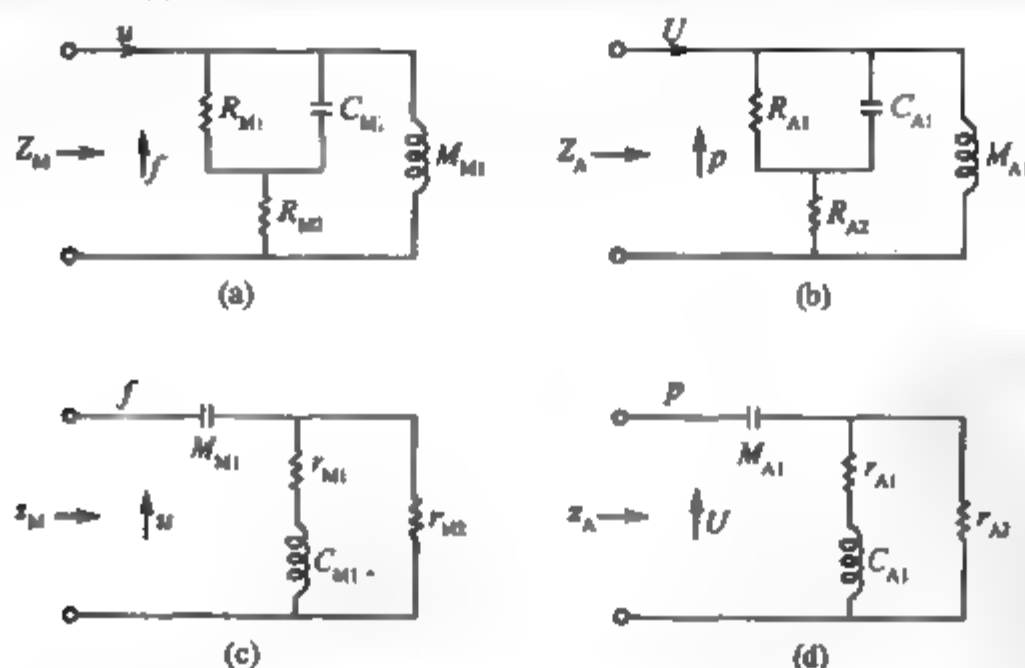 u
R_M1
C_M1
Z_M
f
M_M1
R_M2
(a)
U
R_A1
C_A1
Z_A
p
M_A1
R_A2
(b)
f
M_M1
r_M1
z_M
u
r_M2
C_M1
(c)
p
M_A1
r_A1
z_A
U
r_A2
C_A1
(d)